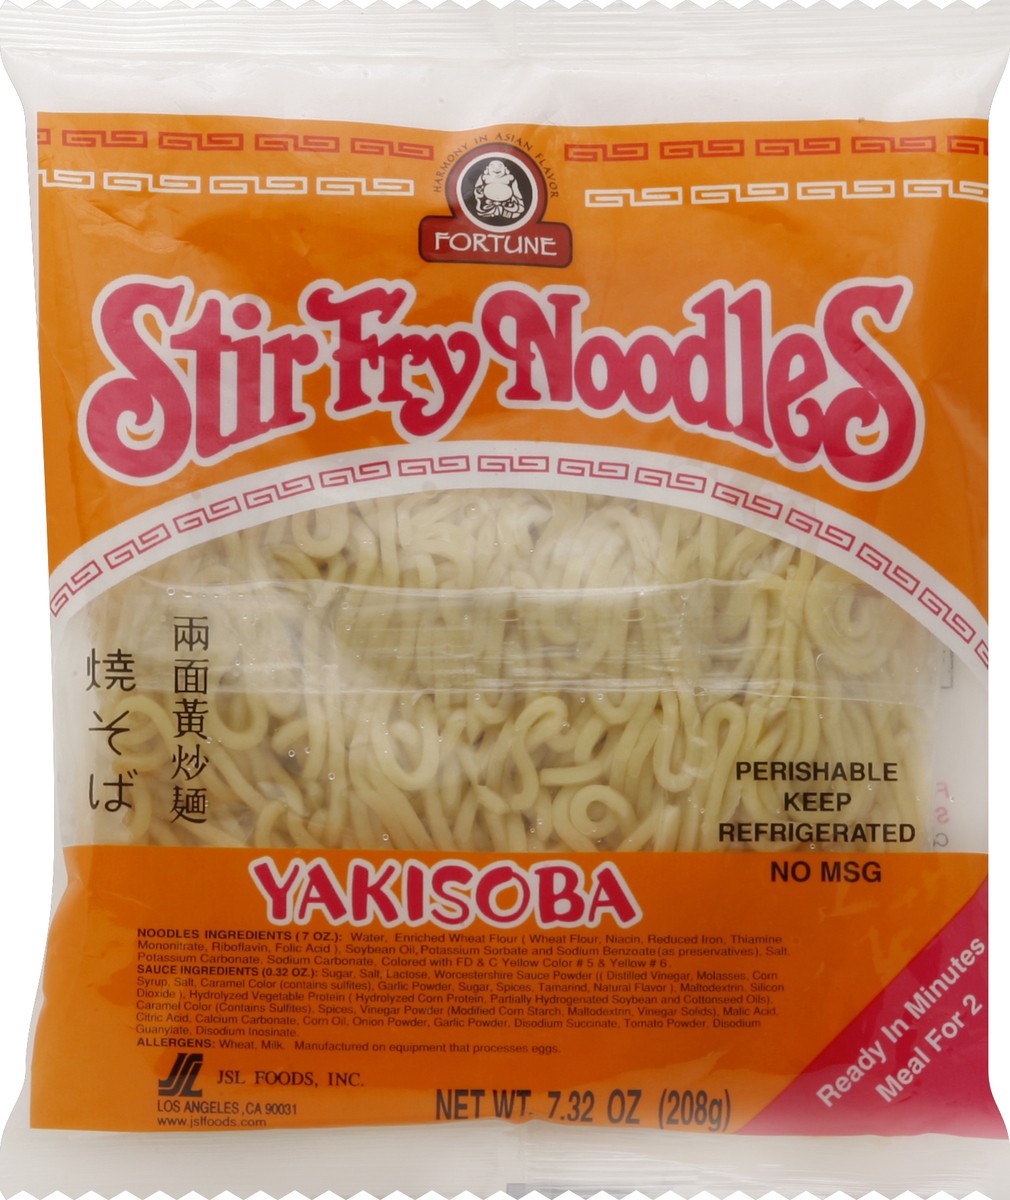 HARMONY IN ASIAN FLAVOR
FORTUNE
Stir Fry Noodles
兩面黃炒麵
焼そば
PERISHABLE
KEEP
REFRIGERATED
NO MSG
YAKISOBA
NOODLES INGREDIENTS (7 OZ.): Water, Enriched Wheat Flour ( Wheat Flour, Niacin, Reduced Iron, Thiamine
Mononitrate, Riboflavin, Folic Acid ), Soybean Oil, Potassium Sorbate and Sodium Benzoate(as preservatives), Salt,
Potassium Carbonate, Sodium Carbonate, Colored with FD & C Yellow Color # 5 & Yellow # 6.
SAUCE INGREDIENTS (0.32 OZ.): Sugar, Salt, Lactose, Worcestershire Sauce Powder (( Distilled Vinegar, Molasses, Corn
Syrup, Salt, Caramel Color (contains sulfites), Garlic Powder, Sugar, Spices, Tamarind, Natural Flavor ), Maltodextrin, Silicon
Dioxide ), Hydrolyzed Vegetable Protein ( Hydrolyzed Corn Protein, Partially Hydrogenated Soybean and Cottonseed Oils),
Caramel Color (Contains Sulfites), Spices, Vinegar Powder (Modified Corn Starch, Maltodextrin, Vinegar Solids), Malic Acid,
Citric Acid, Calcium Carbonate, Corn Oil, Onion Powder, Garlic Powder, Disodium Succinate, Tomato Powder, Disodium
Guanylate, Disodium Inosinate.
ALLERGENS: Wheat, Milk. Manufactured on equipment that processes eggs.
JSL
JSL FOODS, INC.
LOS ANGELES, CA 90031
www.jslfoods.com
NET WT. 7.32 OZ (208g)
Ready In Minutes
Meal For 2